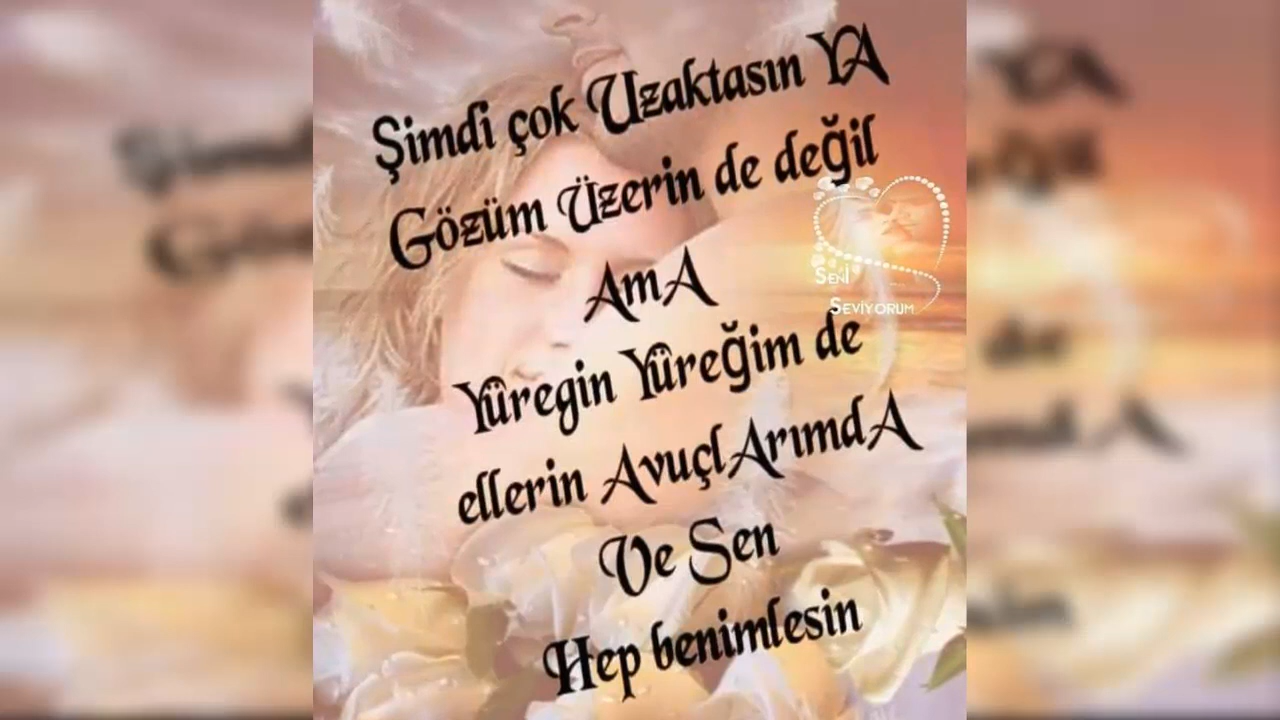 Şimdi çok Uzaktasın YA
Gözüm Üzerin de değil
AmA
Yüregin Yüreğim de
ellerin AvuçlArımdA
Ve Sen
Hep benimlesin
Seni
Seviyorum